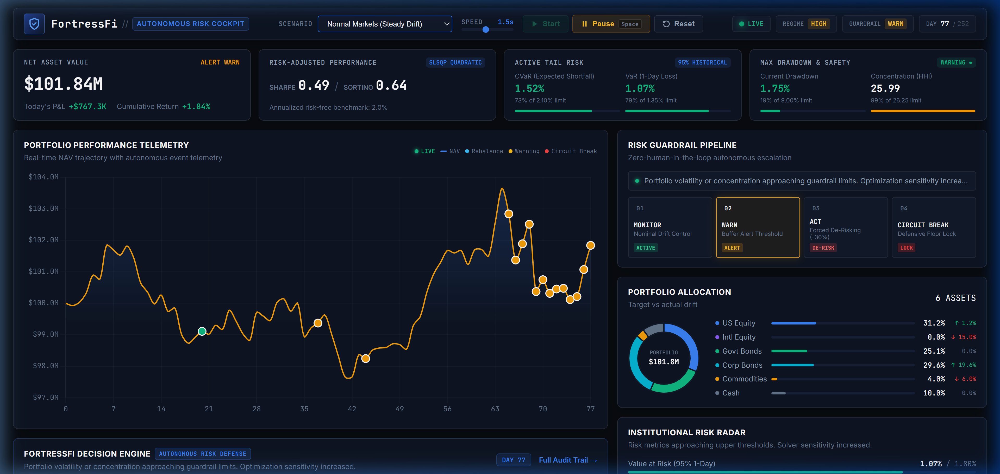 FortressFi // AUTONOMOUS RISK COCKPIT SCENARIO Normal Markets (Steady Drift) SPEED 1.5s Start Pause Space Reset LIVE REGIME HIGH GUARDRAIL WARN DAY 77 / 252
NET ASSET VALUE ALERT WARN
$101.84M
Today's P&L +$767.3K Cumulative Return +1.84%
RISK-ADJUSTED PERFORMANCE SLSQP QUADRATIC
SHARPE 0.49 / SORTINO 0.64
Annualized risk-free benchmark: 2.0%
ACTIVE TAIL RISK 95% HISTORICAL
CVaR (Expected Shortfall) VaR (1-Day Loss)
1.52% 1.07%
73% of 2.10% limit 79% of 1.35% limit
MAX DRAWDOWN & SAFETY WARNING
Current Drawdown Concentration (HHI)
1.75% 25.99
19% of 9.00% limit 99% of 26.25 limit
PORTFOLIO PERFORMANCE TELEMETRY
Real-time NAV trajectory with autonomous event telemetry
LIVE NAV Rebalance Warning Circuit Break
$104.0M
$103.0M
$102.0M
$101.0M
$100.0M
$99.0M
$98.0M
$97.0M
0 7 14 21 28 35 42 49 56 63 70 77
RISK GUARDRAIL PIPELINE
Zero-human-in-the-loop autonomous escalation
Portfolio volatility or concentration approaching guardrail limits. Optimization sensitivity increa...
01
MONITOR
Nominal Drift Control
ACTIVE
02
WARN
Buffer Alert Threshold
ALERT
03
ACT
Forced De-Risking
(-30%)
DE-RISK
04
CIRCUIT BREAK
Defensive Floor Lock
LOCK
PORTFOLIO ALLOCATION
Target vs actual drift
6 ASSETS
PORTFOLIO
$101.8M
US Equity 31.2% ↑ 1.2%
Intl Equity 0.0% ↓ 15.0%
Govt Bonds 25.1% 0.0%
Corp Bonds 29.6% ↑ 19.6%
Commodities 4.0% ↓ 6.0%
Cash 10.0% 0.0%
FORTRESSFI DECISION ENGINE AUTONOMOUS RISK DEFENSE
Portfolio volatility or concentration approaching guardrail limits. Optimization sensitivity increased.
DAY 77 Full Audit Trail →
INSTITUTIONAL RISK RADAR
Risk metrics approaching upper thresholds. Solver sensitivity increased.
Value at Risk (95% 1-Day) 1.07% / 1.80%